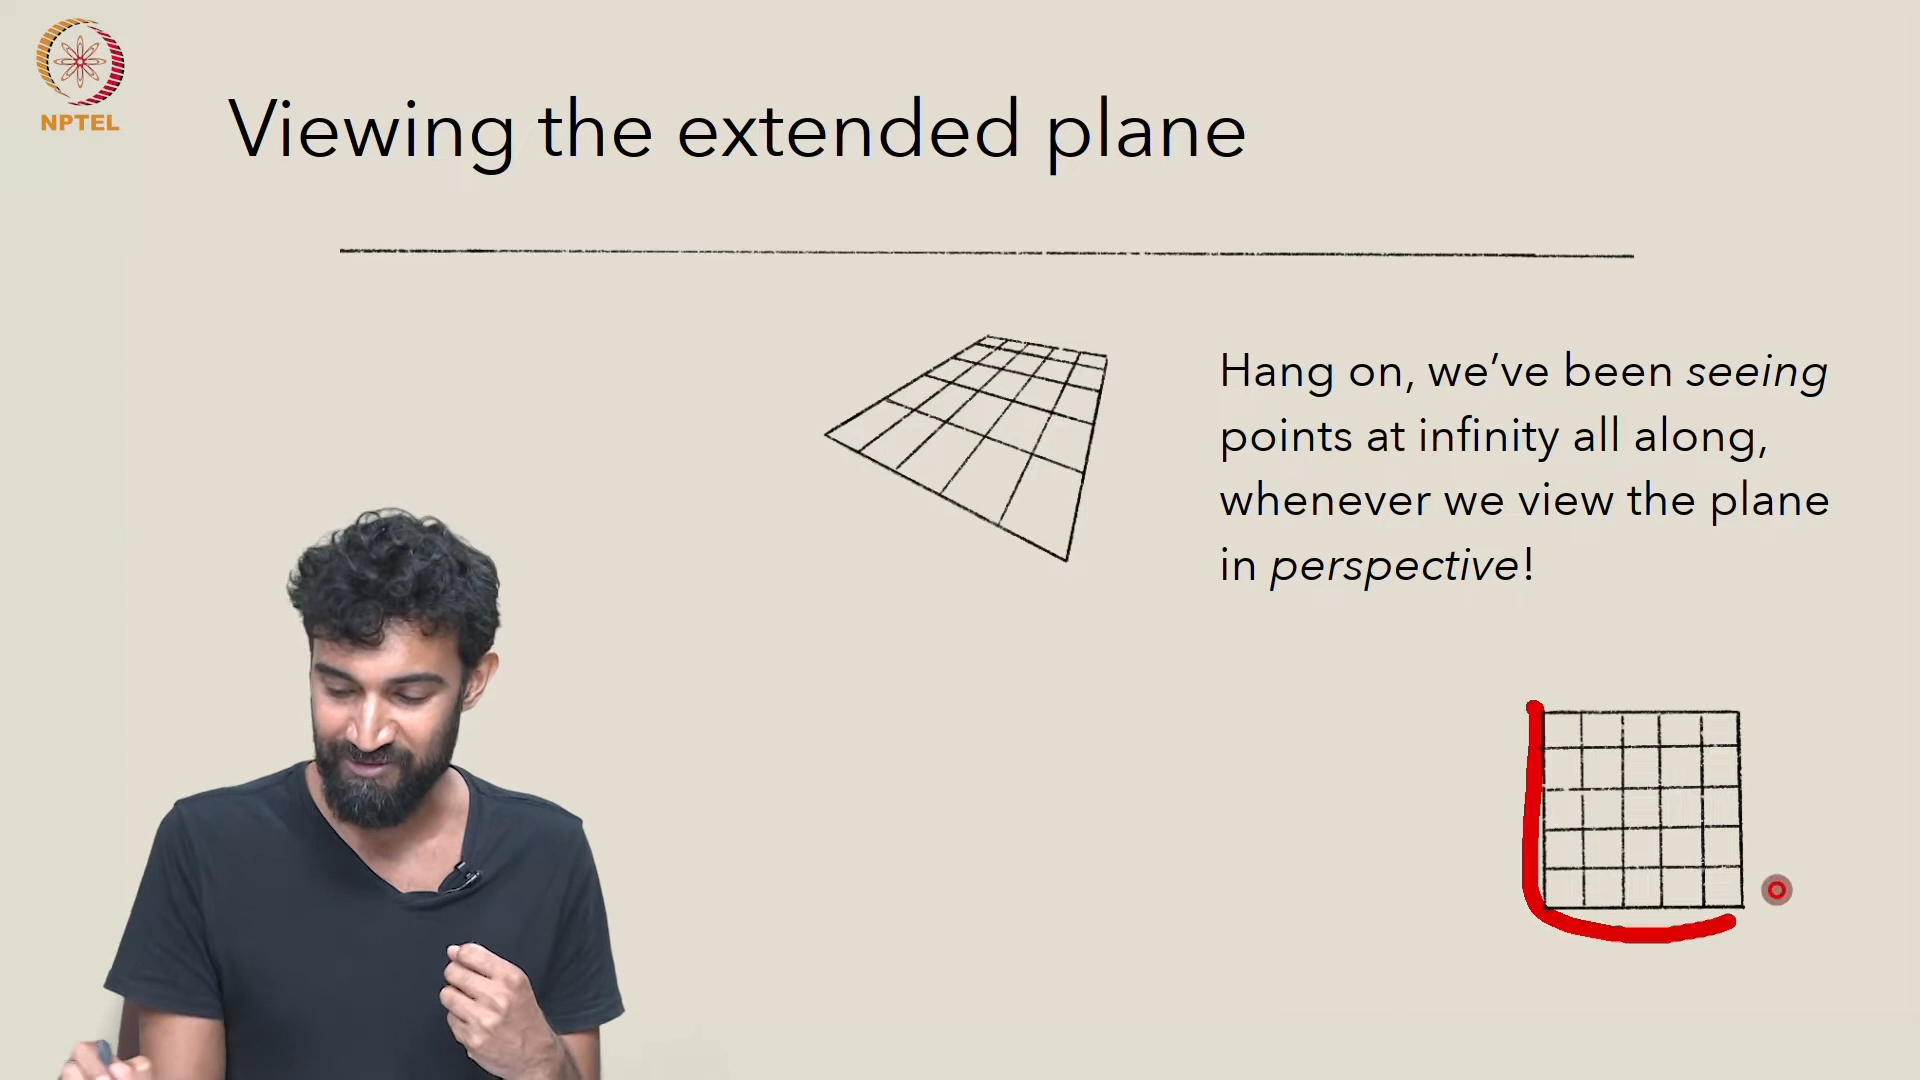 NPTEL
Viewing the extended plane
Hang on, we’ve been seeing
points at infinity all along,
whenever we view the plane
in perspective!